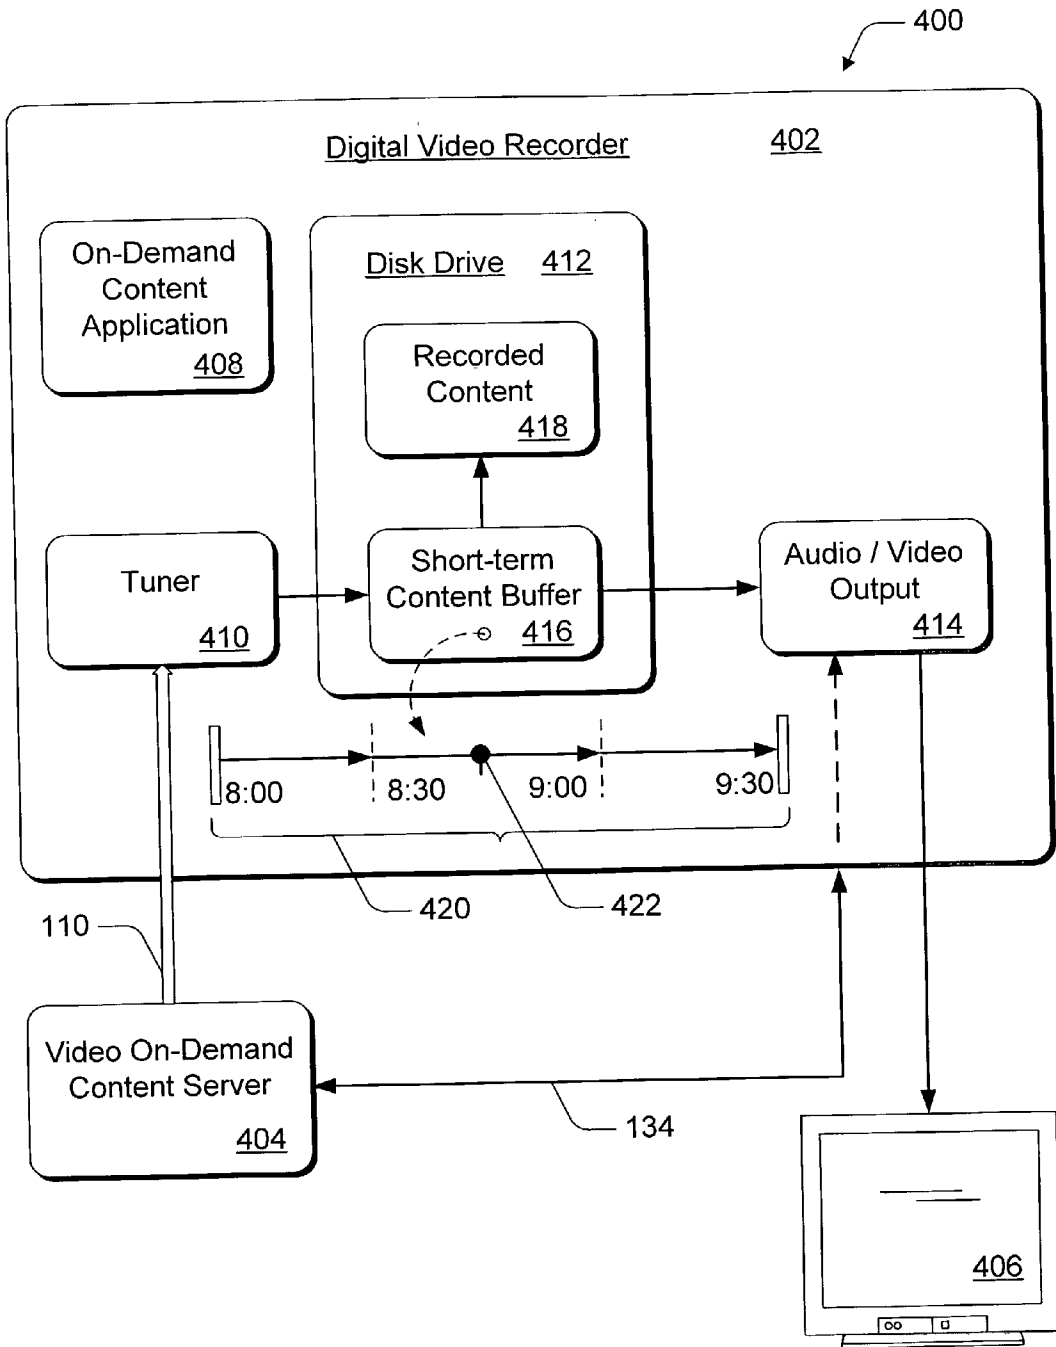 400
Digital Video Recorder 402
On-Demand
Content
Application
408
Disk Drive 412
Recorded
Content
418
Tuner
410
Short-term
Content Buffer
416
Audio / Video
Output
414
8:00 8:30 9:00 9:30
420 422
110
Video On-Demand
Content Server
404
134
406